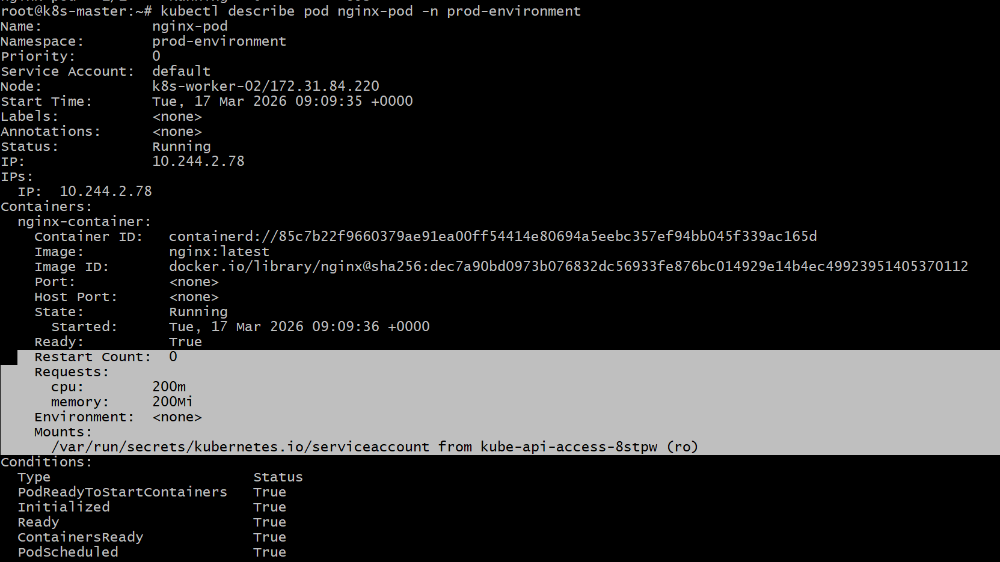 root@k8s-master:~# kubectl describe pod nginx-pod -n prod-environment
Name:             nginx-pod
Namespace:        prod-environment
Priority:         0
Service Account:  default
Node:             k8s-worker-02/172.31.84.220
Start Time:       Tue, 17 Mar 2026 09:09:35 +0000
Labels:           <none>
Annotations:      <none>
Status:           Running
IP:               10.244.2.78
IPs:
  IP:  10.244.2.78
Containers:
  nginx-container:
    Container ID:   containerd://85c7b22f9660379ae91ea00ff54414e80694a5eebc357ef94bb045f339ac165d
    Image:          nginx:latest
    Image ID:       docker.io/library/nginx@sha256:dec7a90bd0973b076832dc56933fe876bc014929e14b4ec49923951405370112
    Port:           <none>
    Host Port:      <none>
    State:          Running
      Started:      Tue, 17 Mar 2026 09:09:36 +0000
    Ready:          True
    Restart Count:  0
    Requests:
      cpu:        200m
      memory:     200Mi
    Environment:  <none>
    Mounts:
      /var/run/secrets/kubernetes.io/serviceaccount from kube-api-access-8stpw (ro)
Conditions:
  Type                        Status
  PodReadyToStartContainers   True
  Initialized                 True
  Ready                       True
  ContainersReady             True
  PodScheduled                True